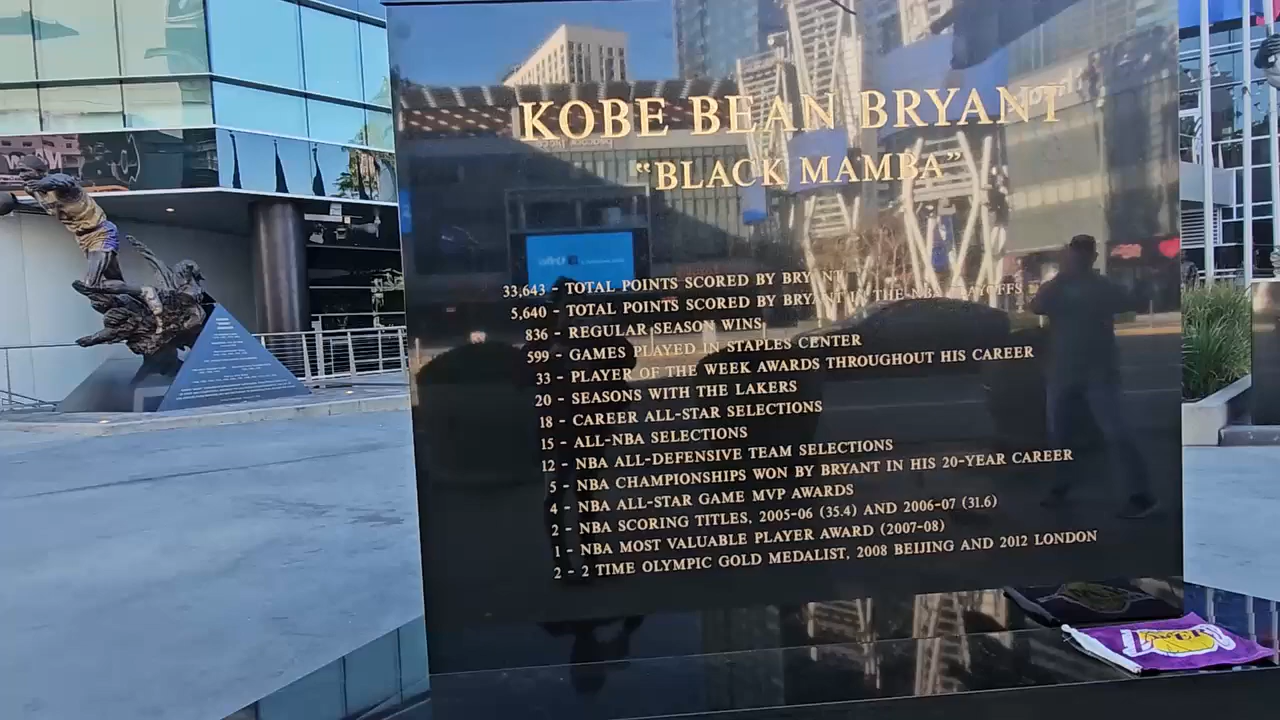 KOBE BEAN BRYANT
“BLACK MAMBA”
33,643 - TOTAL POINTS SCORED BY BRYANT
5,640 - TOTAL POINTS SCORED BY BRYANT IN THE NBA PLAYOFFS
836 - REGULAR SEASON WINS
599 - GAMES PLAYED IN STAPLES CENTER
33 - PLAYER OF THE WEEK AWARDS THROUGHOUT HIS CAREER
20 - SEASONS WITH THE LAKERS
18 - CAREER ALL-STAR SELECTIONS
15 - ALL-NBA SELECTIONS
12 - NBA ALL-DEFENSIVE TEAM SELECTIONS
5 - NBA CHAMPIONSHIPS WON BY BRYANT IN HIS 20-YEAR CAREER
4 - NBA ALL-STAR GAME MVP AWARDS
2 - NBA SCORING TITLES, 2005-06 (35.4) AND 2006-07 (31.6)
1 - NBA MOST VALUABLE PLAYER AWARD (2007-08)
2 - 2 TIME OLYMPIC GOLD MEDALIST, 2008 BEIJING AND 2012 LONDON